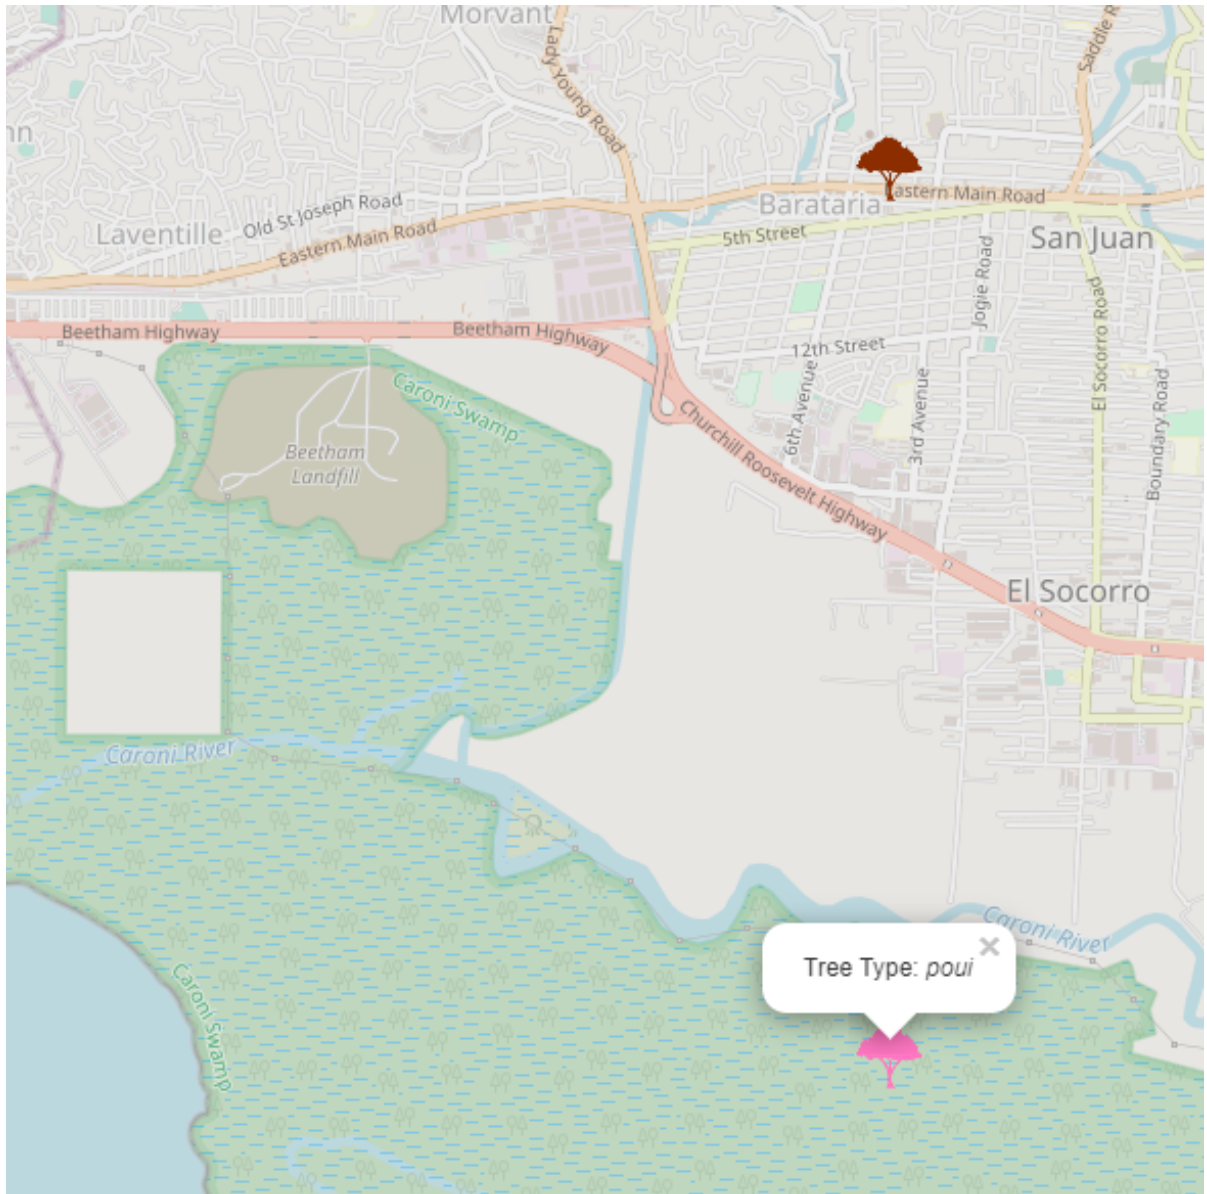 Morvant
Lady Young Road
Saddle R
nn
Old St Joseph Road
Laventille
Eastern Main Road
Eastern Main Road
Barataria
5th Street
San Juan
Jogie Road
Beetham Highway
Beetham Highway
12th Street
El Socorro Road
6th Avenue
3rd Avenue
Boundary Road
Caroni Swamp
Churchill Roosevelt Highway
Beetham
Landfill
El Socorro
Caroni River
Caroni River
Tree Type: poui
×
Caroni Swamp